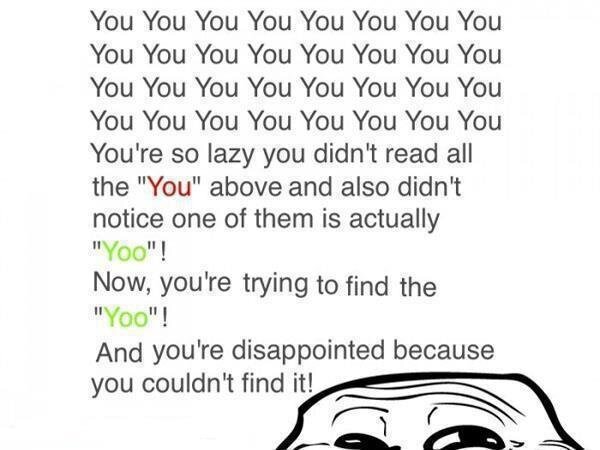 You You You You You You You You
You You You You You You You You
You You You You You You You You
You You You You You You You You
You're so lazy you didn't read all
the "You" above and also didn't
notice one of them is actually
"Yoo"!
Now, you're trying to find the
"Yoo"!
And you're disappointed because
you couldn't find it!